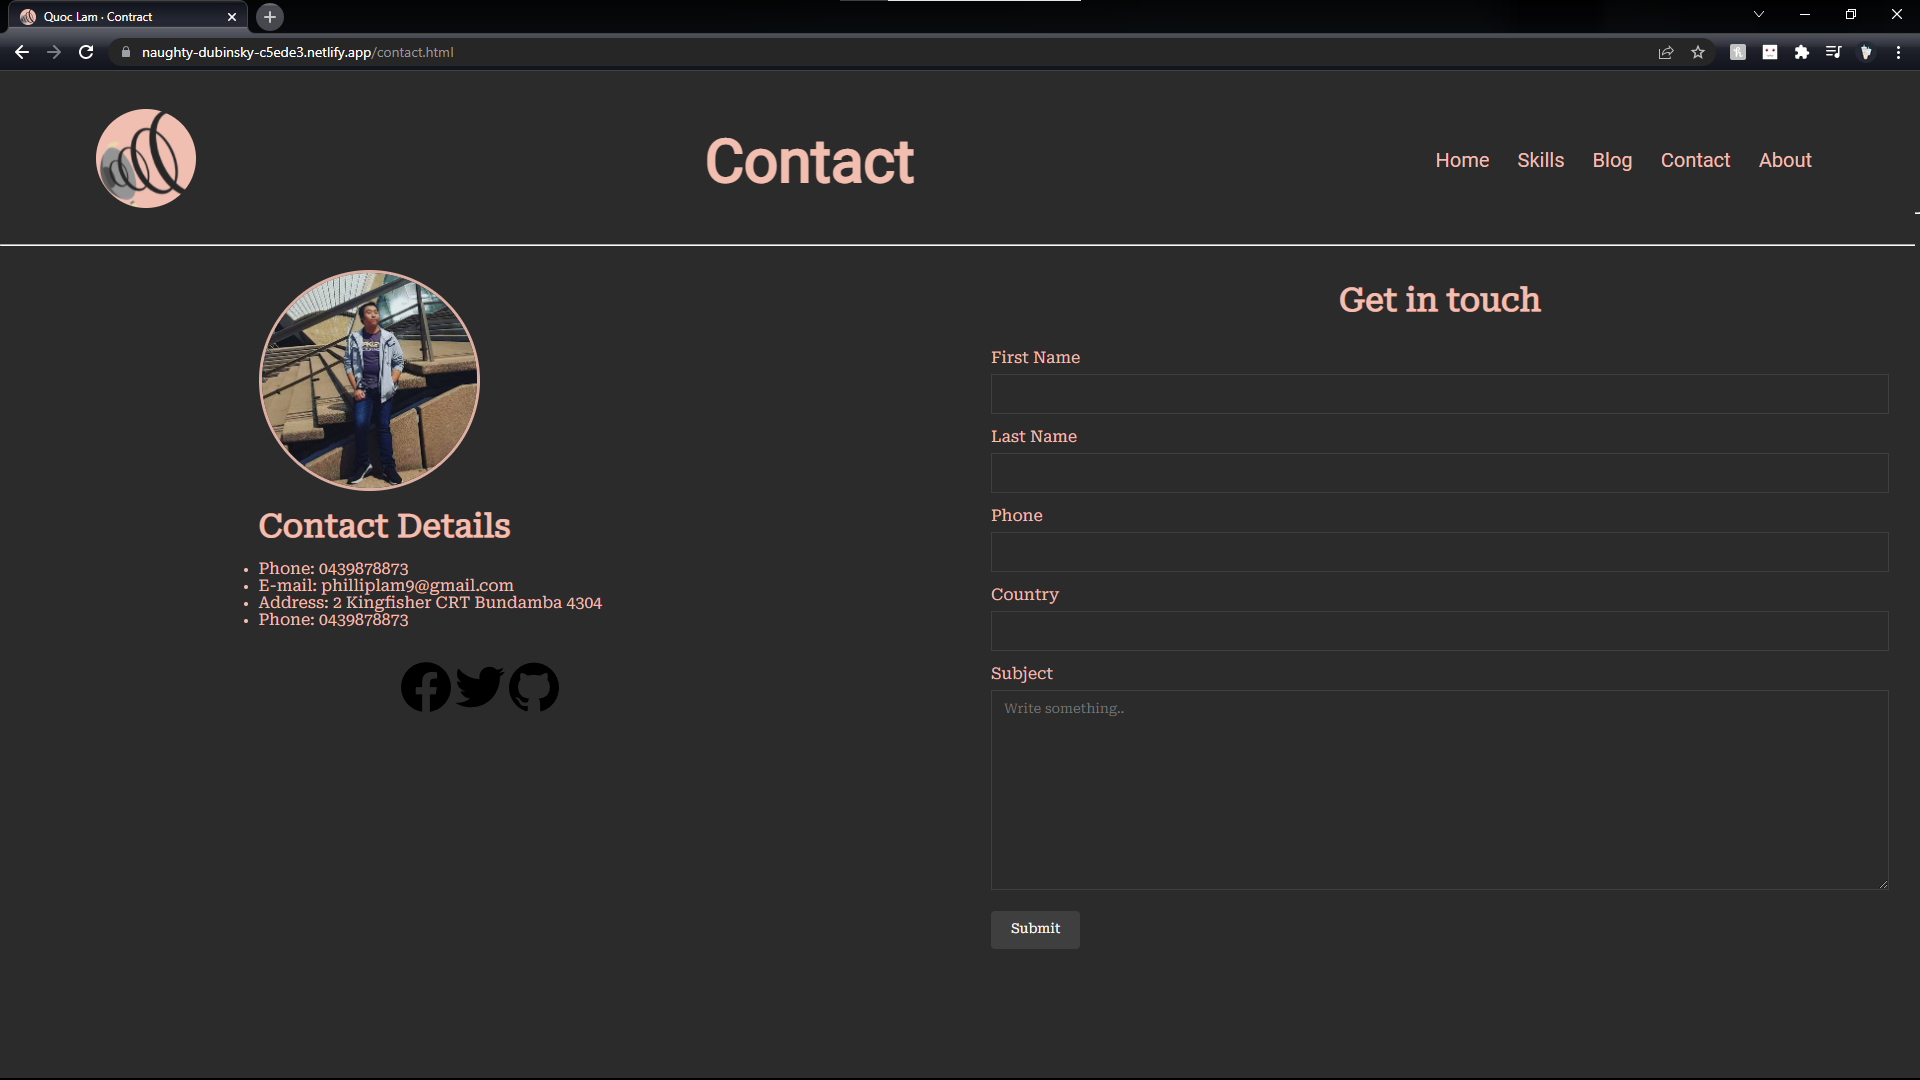 Quoc Lam · Contract
naughty-dubinsky-c5ede3.netlify.app/contact.html
Contact
Home Skills Blog Contact About
Contact Details
• Phone: 0439878873
• E-mail: philliplam9@gmail.com
• Address: 2 Kingfisher CRT Bundamba 4304
• Phone: 0439878873
Get in touch
First Name
Last Name
Phone
Country
Subject
Write something..
Submit